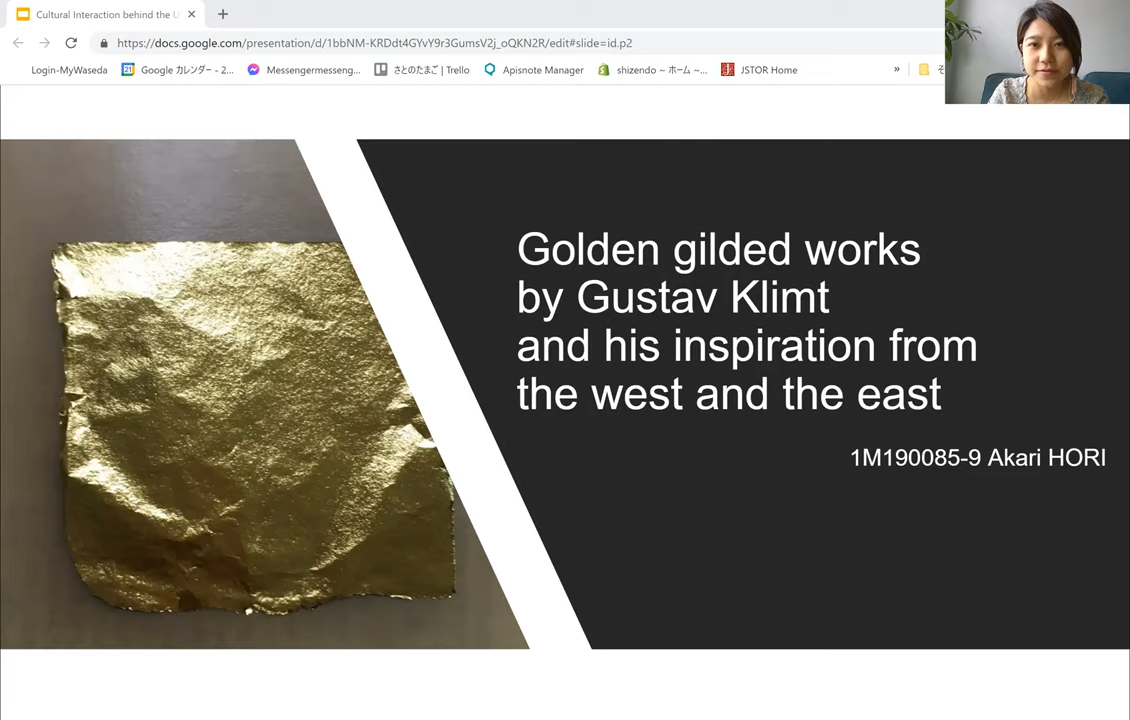 Cultural Interaction behind the U
https://docs.google.com/presentation/d/1bbNM-KRDdt4GYvY9r3GumsV2j_oQKN2R/edit#slide=id.p2
Login-MyWaseda
21
Google カレンダー - 2...
Messengermesseng...
さとのたまご | Trello
Apisnote Manager
shizendo ~ ホーム ~...
JSTOR Home
»
そ
Golden gilded works
by Gustav Klimt
and his inspiration from
the west and the east
1M190085-9 Akari HORI